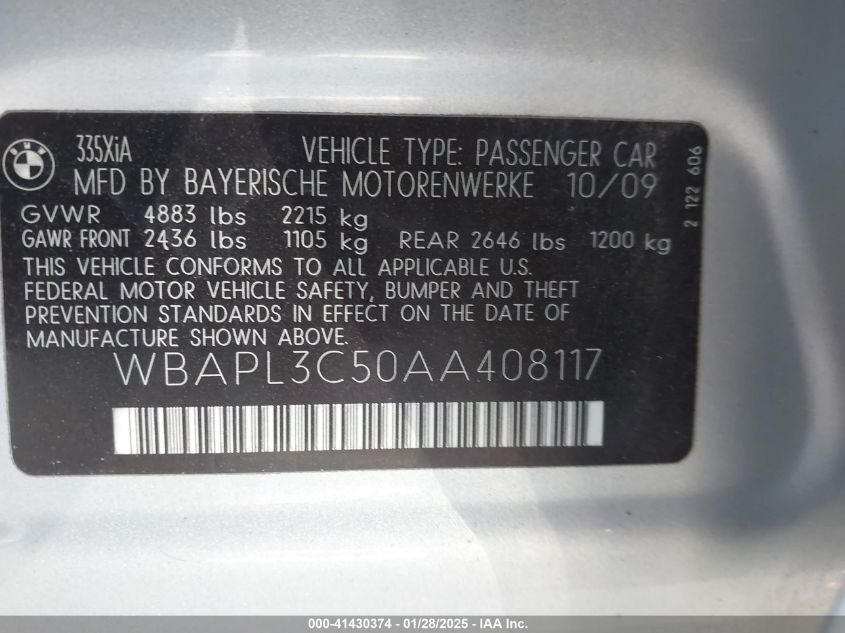 335XiA VEHICLE TYPE: PASSENGER CAR
MFD BY BAYERISCHE MOTORENWERKE 10/09
GVWR 4883 lbs 2215 kg
GAWR FRONT 2436 lbs 1105 kg REAR 2646 lbs 1200 kg
THIS VEHICLE CONFORMS TO ALL APPLICABLE U.S.
FEDERAL MOTOR VEHICLE SAFETY, BUMPER AND THEFT
PREVENTION STANDARDS IN EFFECT ON THE DATE OF
MANUFACTURE SHOWN ABOVE.
WBAPL3C50AA408117
2 122 606
BMW
000-41430374 - 01/28/2025 - IAA Inc.